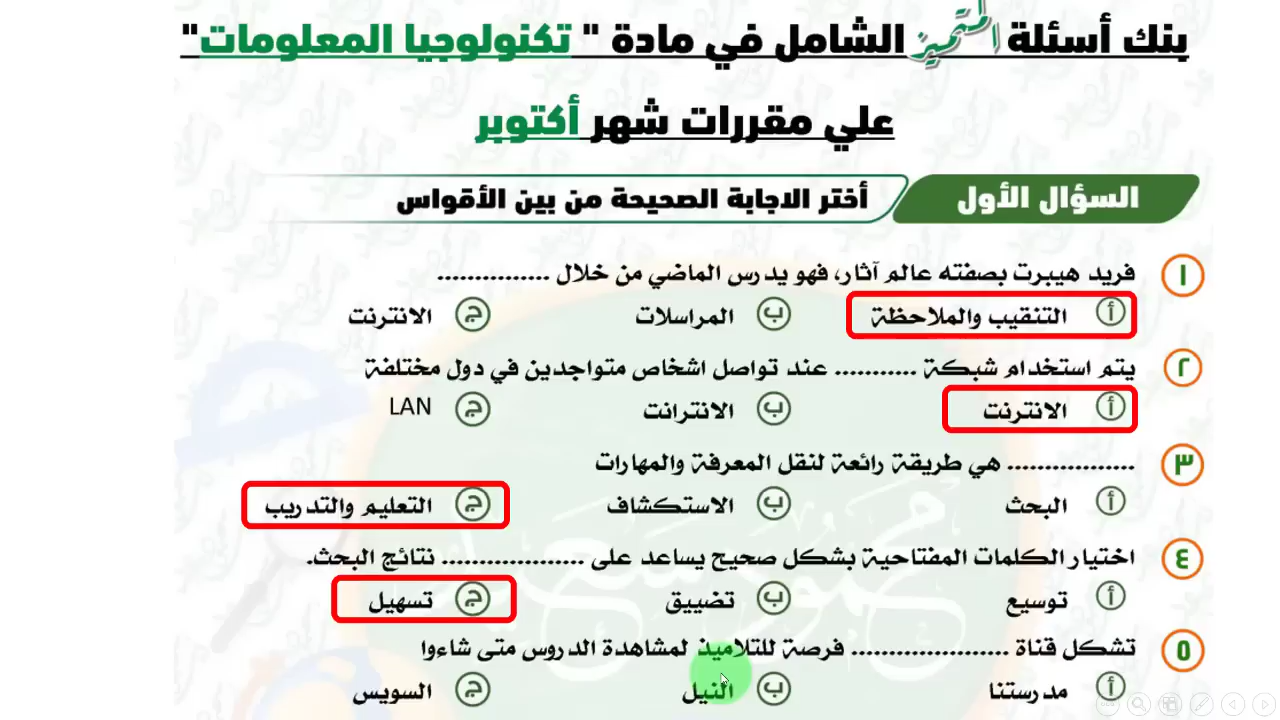 بنك أسئلة المتميز الشامل في مادة " تكنولوجيا المعلومات"
علي مقررات شهر أكتوبر
السؤال الأول أختر الاجابة الصحيحة من بين الأقواس
١ فريد هيبرت بصفته عالم آثار، فهو يدرس الماضي من خلال ...............
أ التنقيب والملاحظة ب المراسلات ج الانترنت
٢ يتم استخدام شبكة ........... عند تواصل اشخاص متواجدين في دول مختلفة
أ الانترنت ب الانترانت ج LAN
٣ ................. هي طريقة رائعة لنقل المعرفة والمهارات
أ البحث ب الاستكشاف ج التعليم والتدريب
٤ اختيار الكلمات المفتاحية بشكل صحيح يساعد على ................... نتائج البحث.
أ توسيع ب تضييق ج تسهيل
٥ تشكل قناة ..................... فرصة للتلاميذ لمشاهدة الدروس متى شاءوا
أ مدرستنا ب النيل ج السويس